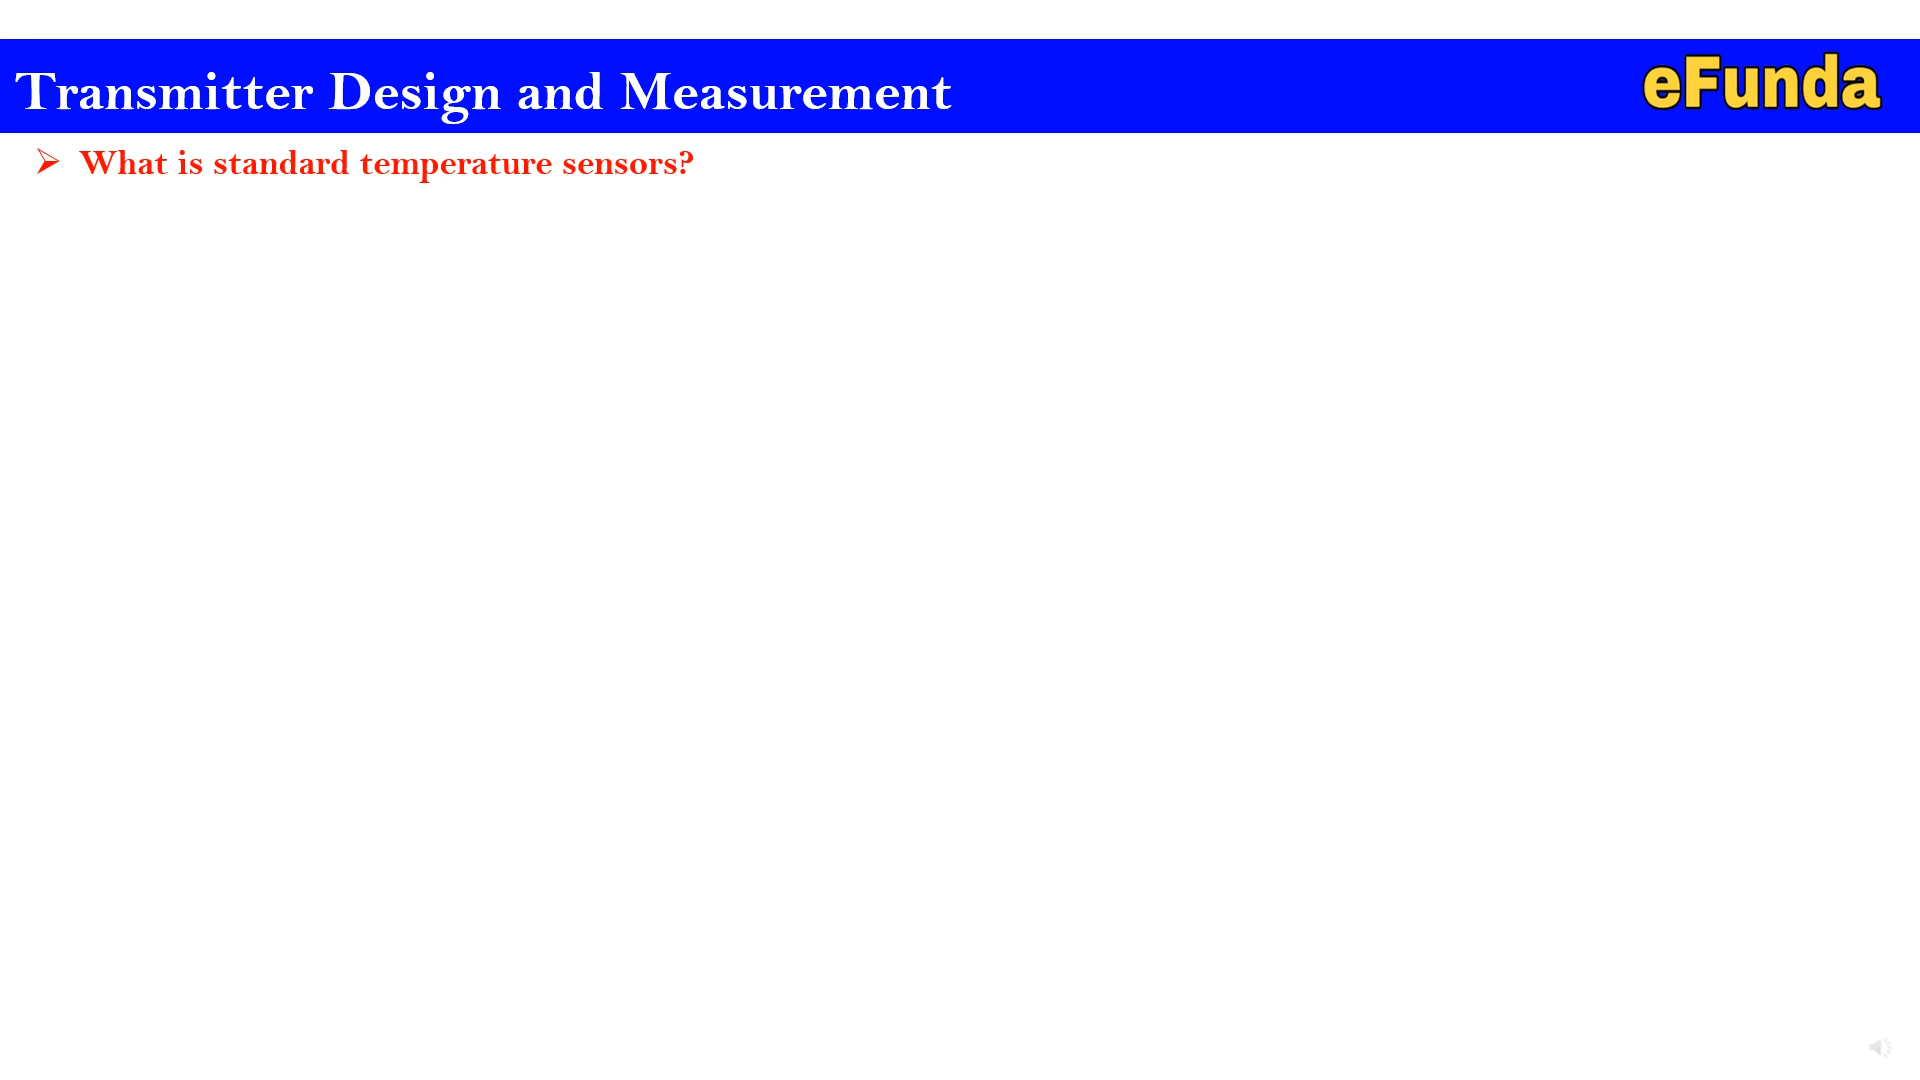 Transmitter Design and Measurement
eFunda
What is standard temperature sensors?